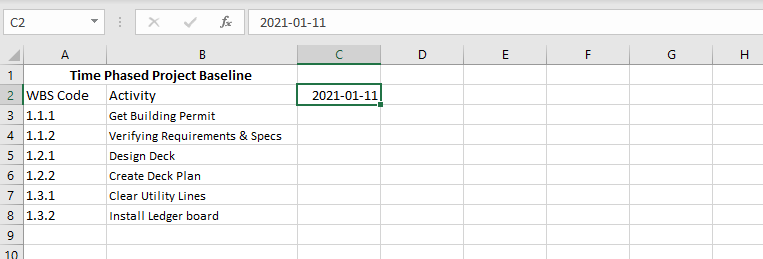 C2 fx 2021-01-11
A B C D E F G H
1 Time Phased Project Baseline
2 WBS Code Activity 2021-01-11
3 1.1.1 Get Building Permit
4 1.1.2 Verifying Requirements & Specs
5 1.2.1 Design Deck
6 1.2.2 Create Deck Plan
7 1.3.1 Clear Utility Lines
8 1.3.2 Install Ledger board
9
10